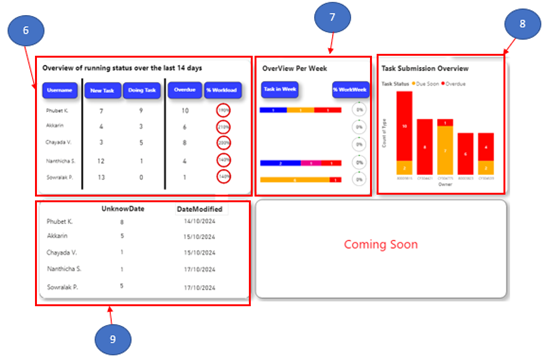 6
7
8
Overview of running status over the last 14 days
Username New Task Doing Task Overdue % Workload
Phubet K. 7 9 10 190%
Akkarin 4 3 6 210%
Chayada V. 3 5 8 200%
Nanthicha S. 12 1 4 140%
Sowralak P. 13 0 1 140%
OverView Per Week
Task in Week % WorkWeek
0%
0%
0%
0%
0%
Task Submission Overview
Task Status Due Soon Overdue
Count of Type
Owner
UnknowDate DateModified
Phubet K. 8 14/10/2024
Akkarin 5 15/10/2024
Chayada V. 1 15/10/2024
Nanthicha S. 1 17/10/2024
Sowralak P. 5 17/10/2024
Coming Soon
9